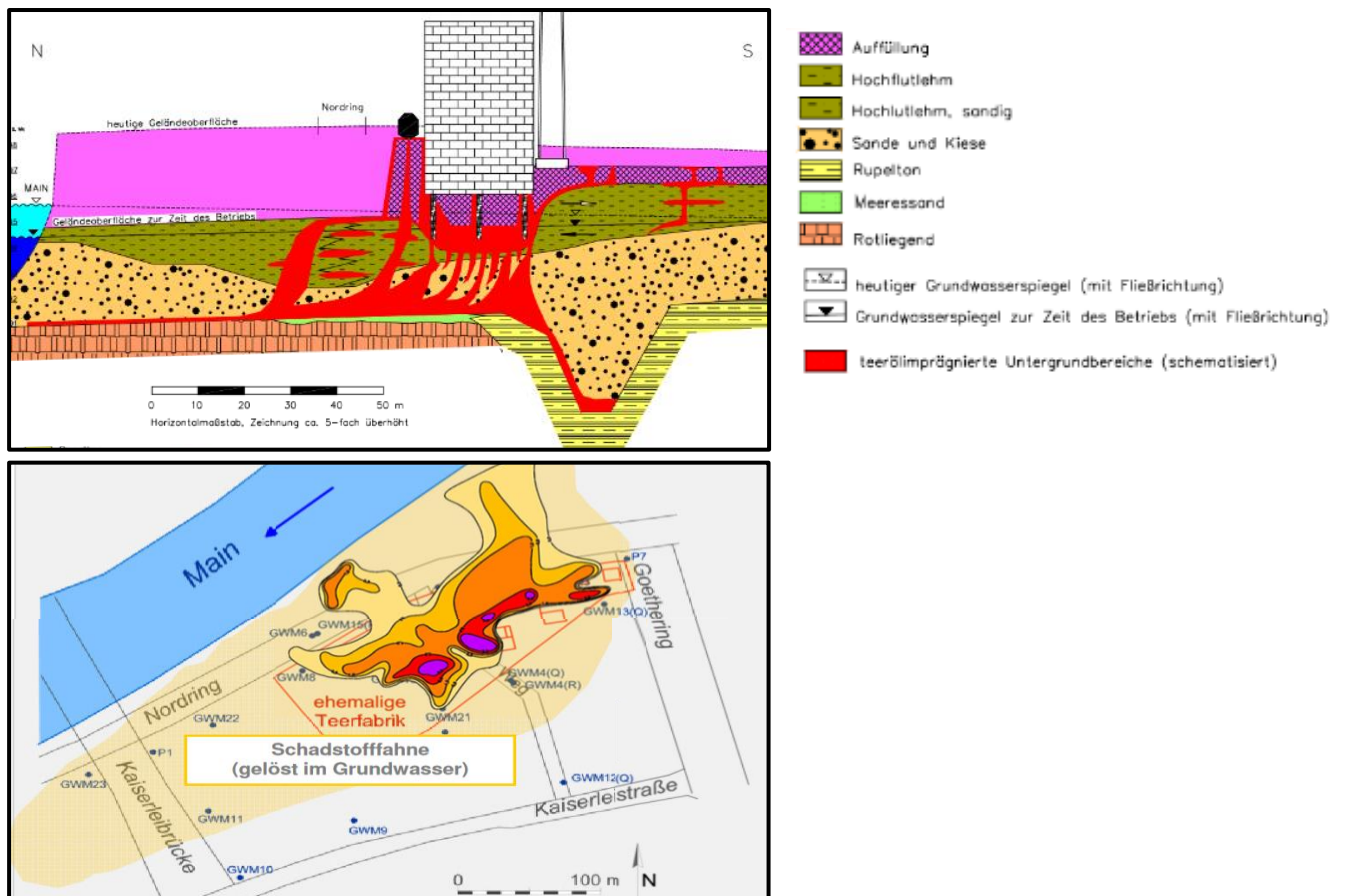 N
S
Nordring
heutige Geländeoberfläche
MAIN
Geländeoberfläche zur Zeit des Betriebs
0 10 20 30 40 50 m
Horizontalmaßstab, Zeichnung ca. 5-fach überhöht
Auffüllung
Hochflutlehm
Hochlutlehm, sandig
Sande und Kiese
Rupelton
Meeressand
Rotliegend
heutiger Grundwasserspiegel (mit Fließrichtung)
Grundwasserspiegel zur Zeit des Betriebs (mit Fließrichtung)
teerölimprägnierte Untergrundbereiche (schematisiert)
Main
P7
Goethering
GWM13(Q)
GWM15(
GWM6
GWM8
GWM4(Q)
GWM4(R)
ehemalige
Teerfabrik
GWM21
Nordring
GWM22
Schadstofffahne
(gelöst im Grundwasser)
P1
GWM23
Kaiserleibrücke
GWM12(Q)
Kaiserleistraße
GWM11
GWM9
GWM10
0 100 m
N